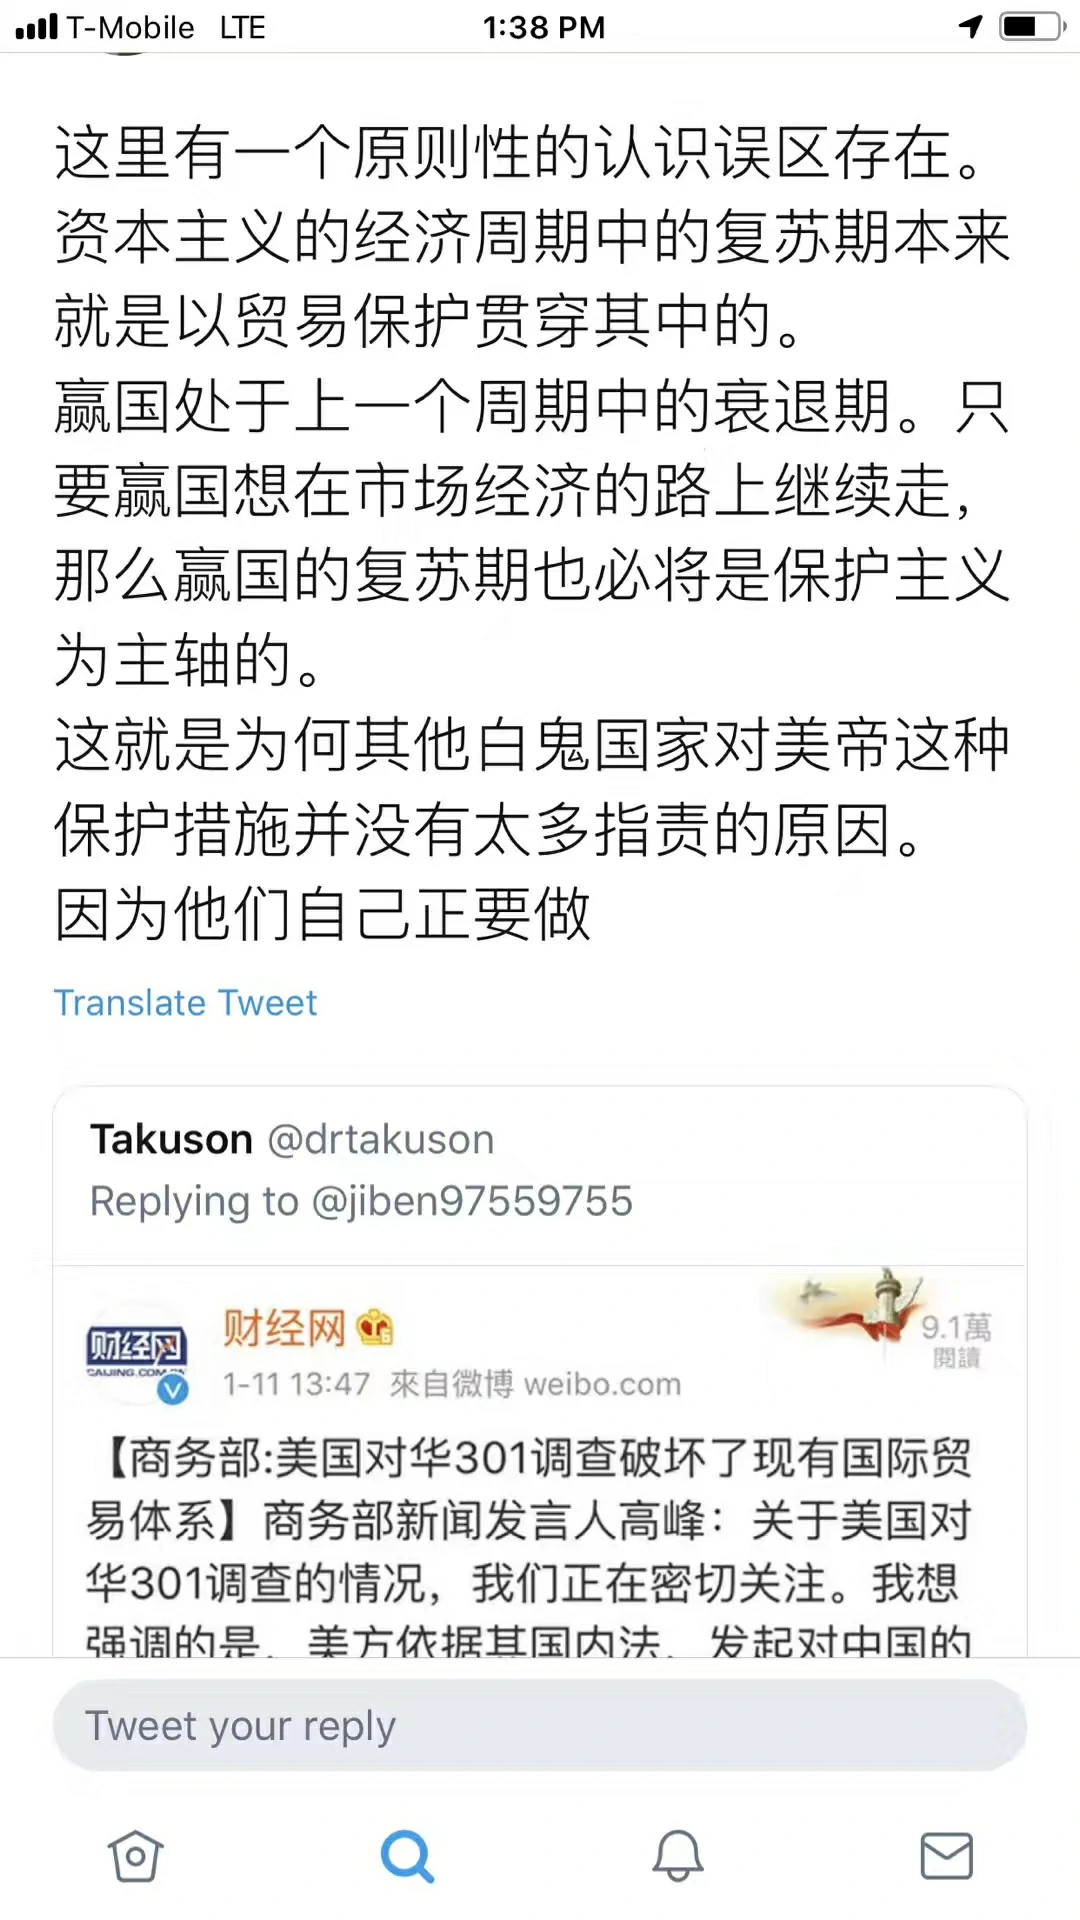 T-Mobile LTE 1:38 PM
这里有一个原则性的认识误区存在。
资本主义的经济周期中的复苏期本来
就是以贸易保护贯穿其中的。
赢国处于上一个周期中的衰退期。只
要赢国想在市场经济的路上继续走，
那么赢国的复苏期也必将是保护主义
为主轴的。
这就是为何其他白鬼国家对美帝这种
保护措施并没有太多指责的原因。
因为他们自己正要做
Translate Tweet
Takuson @drtakuson
Replying to @jiben97559755
财经网
CAIJING.COM.CN
财经网
9.1萬
閱讀
1-11 13:47 來自微博 weibo.com
【商务部:美国对华301调查破坏了现有国际贸
易体系】商务部新闻发言人高峰：关于美国对
华301调查的情况，我们正在密切关注。我想
强调的是，美方依据其国内法，发起对中国的
Tweet your reply